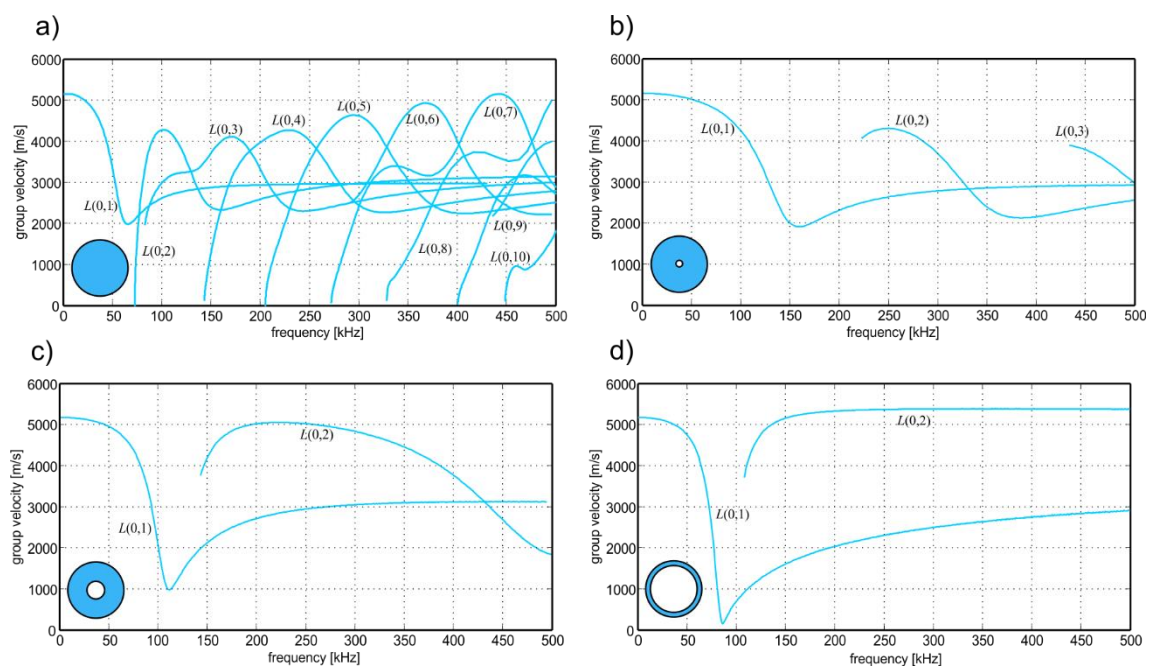 a)
6000
5000
4000
3000
2000
1000
0
group velocity [m/s]
L(0,1)
L(0,2)
L(0,3)
L(0,4)
L(0,5)
L(0,6)
L(0,7)
L(0,8)
L(0,9)
L(0,10)
0 50 100 150 200 250 300 350 400 450 500
frequency [kHz]
b)
6000
5000
4000
3000
2000
1000
0
group velocity [m/s]
L(0,1)
L(0,2)
L(0,3)
0 50 100 150 200 250 300 350 400 450 500
frequency [kHz]
c)
6000
5000
4000
3000
2000
1000
0
group velocity [m/s]
L(0,2)
L(0,1)
0 50 100 150 200 250 300 350 400 450 500
frequency [kHz]
d)
6000
5000
4000
3000
2000
1000
0
group velocity [m/s]
L(0,2)
L(0,1)
0 50 100 150 200 250 300 350 400 450 500
frequency [kHz]